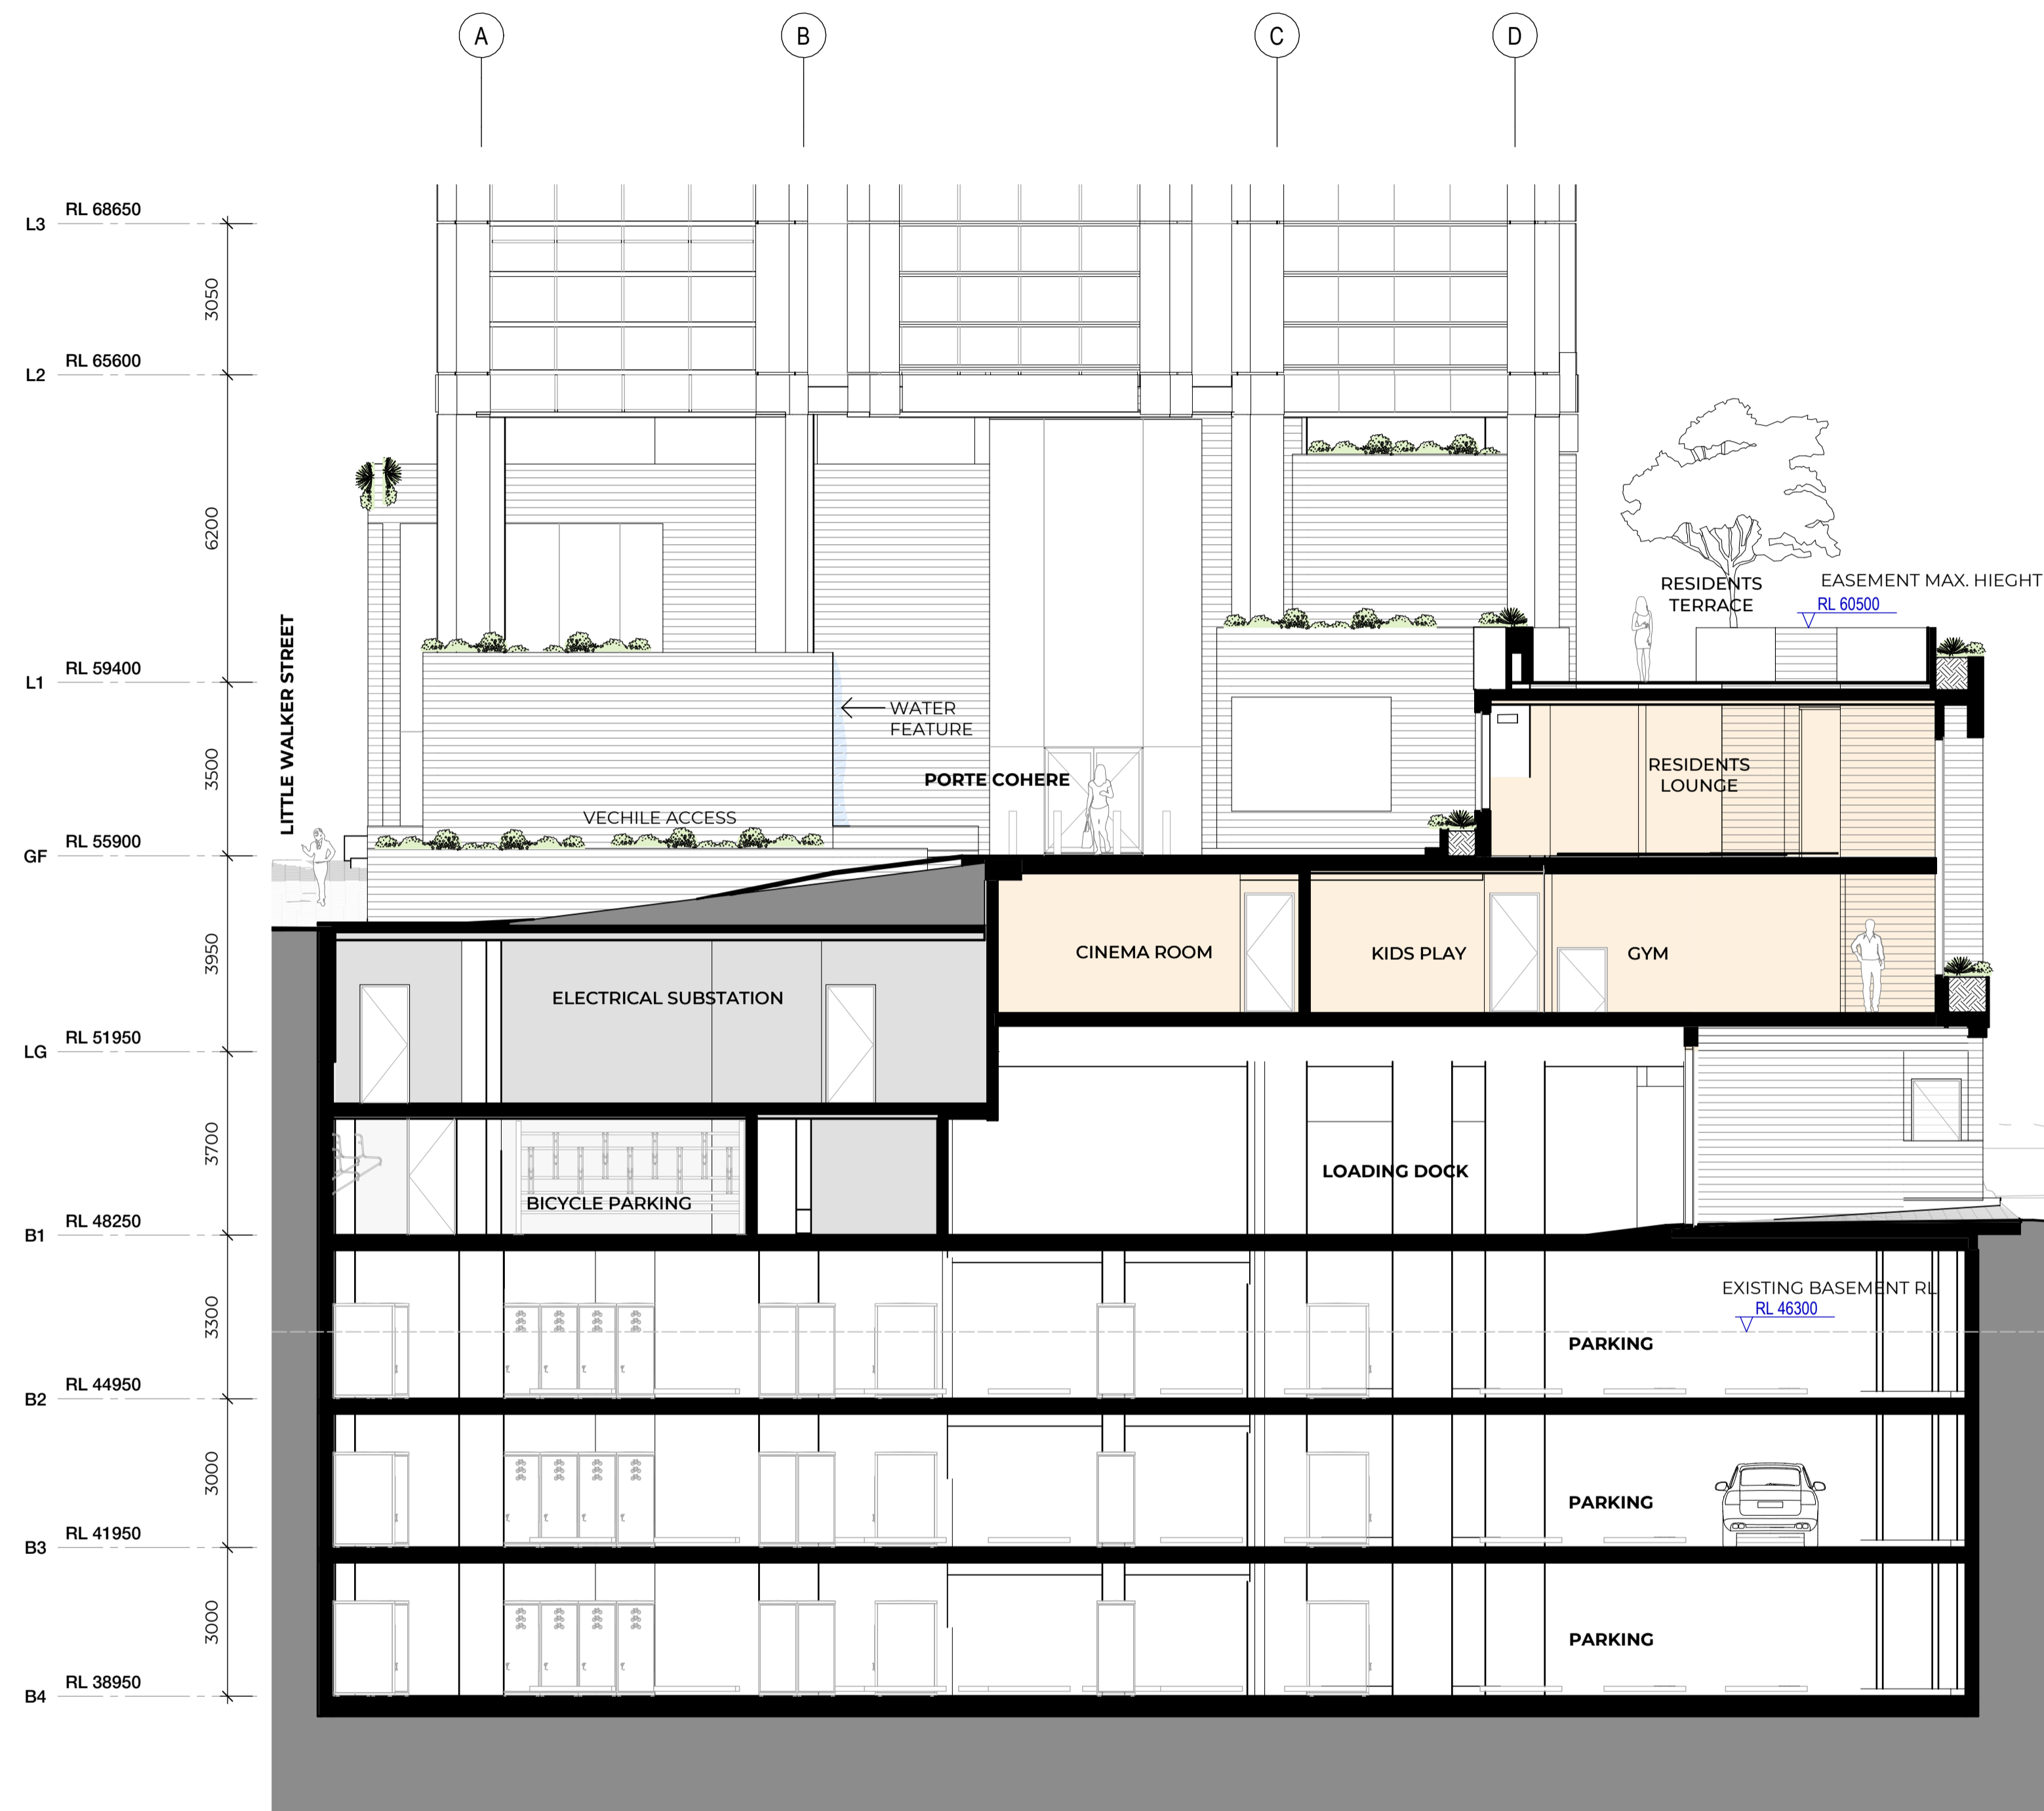 A
B
C
D
L3
RL 68650
3050
L2
RL 65600
6200
RESIDENTS
TERRACE
EASEMENT MAX. HIEGHT
RL 60500
LITTLE WALKER STREET
L1
RL 59400
WATER
FEATURE
3500
PORTE COHERE
RESIDENTS
LOUNGE
VECHILE ACCESS
GF
RL 55900
3950
CINEMA ROOM
KIDS PLAY
GYM
ELECTRICAL SUBSTATION
LG
RL 51950
3700
LOADING DOCK
BICYCLE PARKING
B1
RL 48250
3300
EXISTING BASEMENT RL
RL 46300
PARKING
B2
RL 44950
3000
PARKING
B3
RL 41950
3000
PARKING
B4
RL 38950